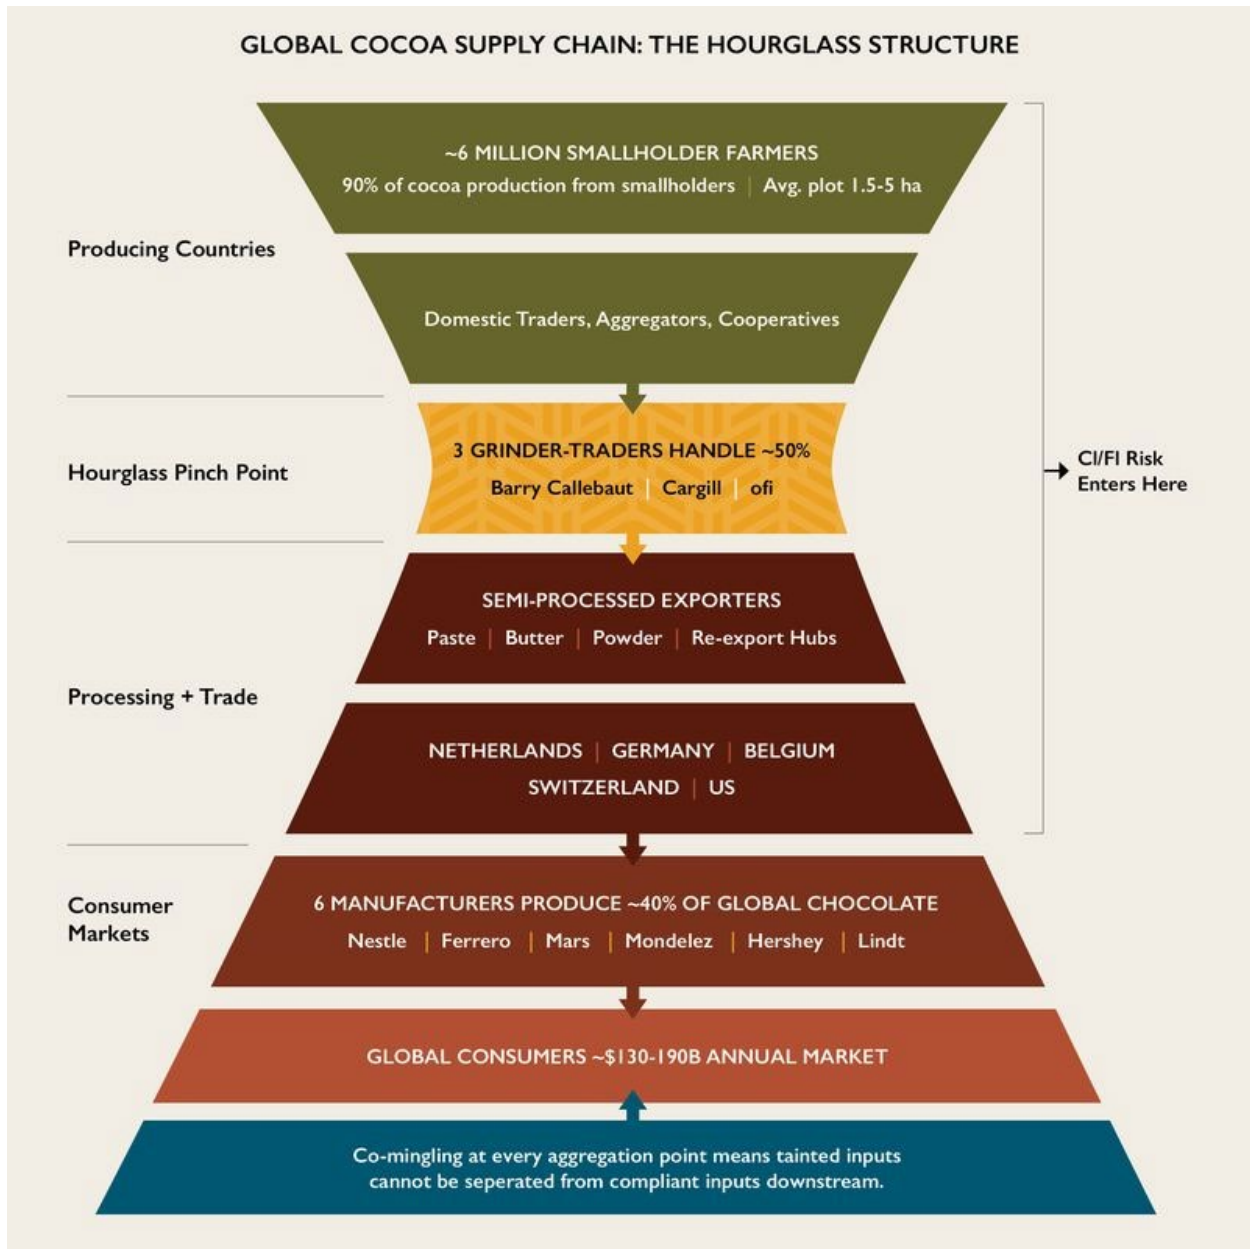 GLOBAL COCOA SUPPLY CHAIN: THE HOURGLASS STRUCTURE
~6 MILLION SMALLHOLDER FARMERS
90% of cocoa production from smallholders | Avg. plot 1.5-5 ha
Producing Countries
Domestic Traders, Aggregators, Cooperatives
Hourglass Pinch Point
3 GRINDER-TRADERS HANDLE ~50%
Barry Callebaut | Cargill | ofi
CI/FI Risk
Enters Here
SEMI-PROCESSED EXPORTERS
Paste | Butter | Powder | Re-export Hubs
Processing + Trade
NETHERLANDS | GERMANY | BELGIUM
SWITZERLAND | US
Consumer
Markets
6 MANUFACTURERS PRODUCE ~40% OF GLOBAL CHOCOLATE
Nestle | Ferrero | Mars | Mondelez | Hershey | Lindt
GLOBAL CONSUMERS ~$130-190B ANNUAL MARKET
Co-mingling at every aggregation point means tainted inputs
cannot be seperated from compliant inputs downstream.